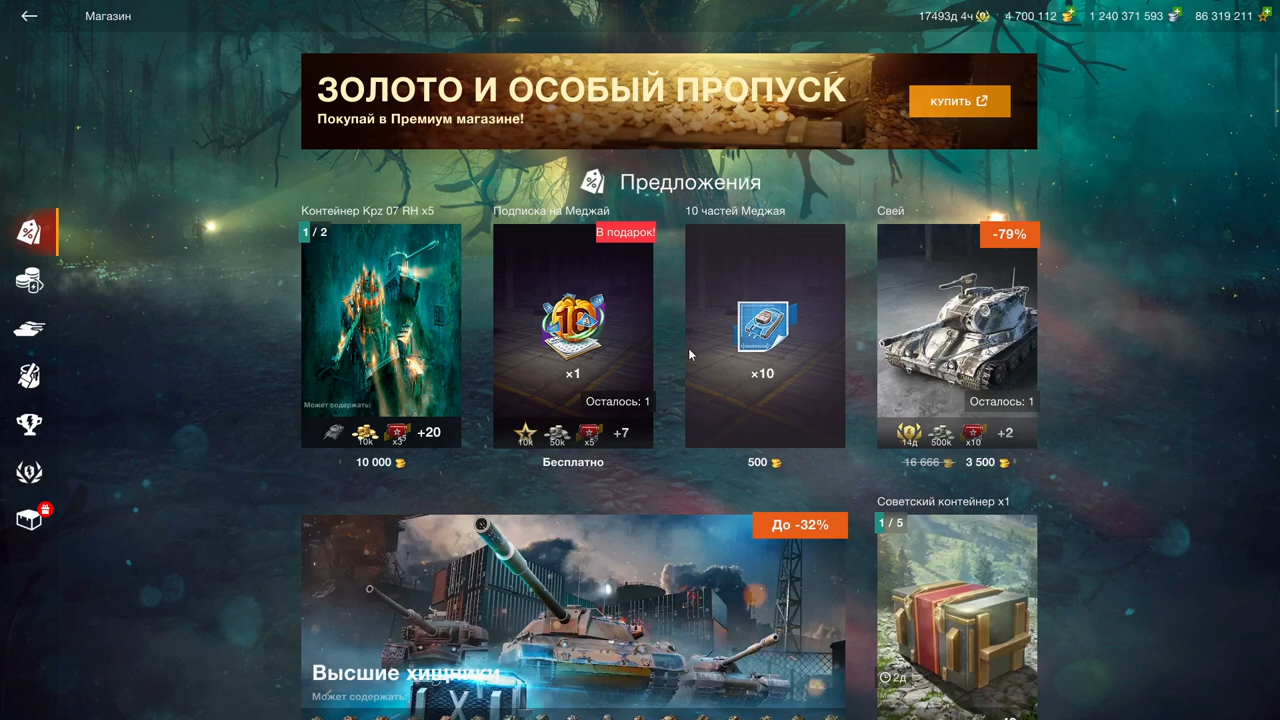 Магазин
17493д 4ч
4 700 112
1 240 371 593
86 319 211
ЗОЛОТО И ОСОБЫЙ ПРОПУСК
Покупай в Премиум магазине!
КУПИТЬ
Предложения
Контейнер Kpz 07 RH x5
1 / 2
Может содержать:
10k
x3
+20
10 000
Подписка на Меджай
В подарок!
10
×1
Осталось: 1
10k
50k
x5
+7
Бесплатно
10 частей Меджая
×10
500
Свей
-79%
Осталось: 1
14д
500k
x10
+2
16 666
3 500
До -32%
Высшие хищники
Может содержать:
X
Советский контейнер x1
1 / 5
2д